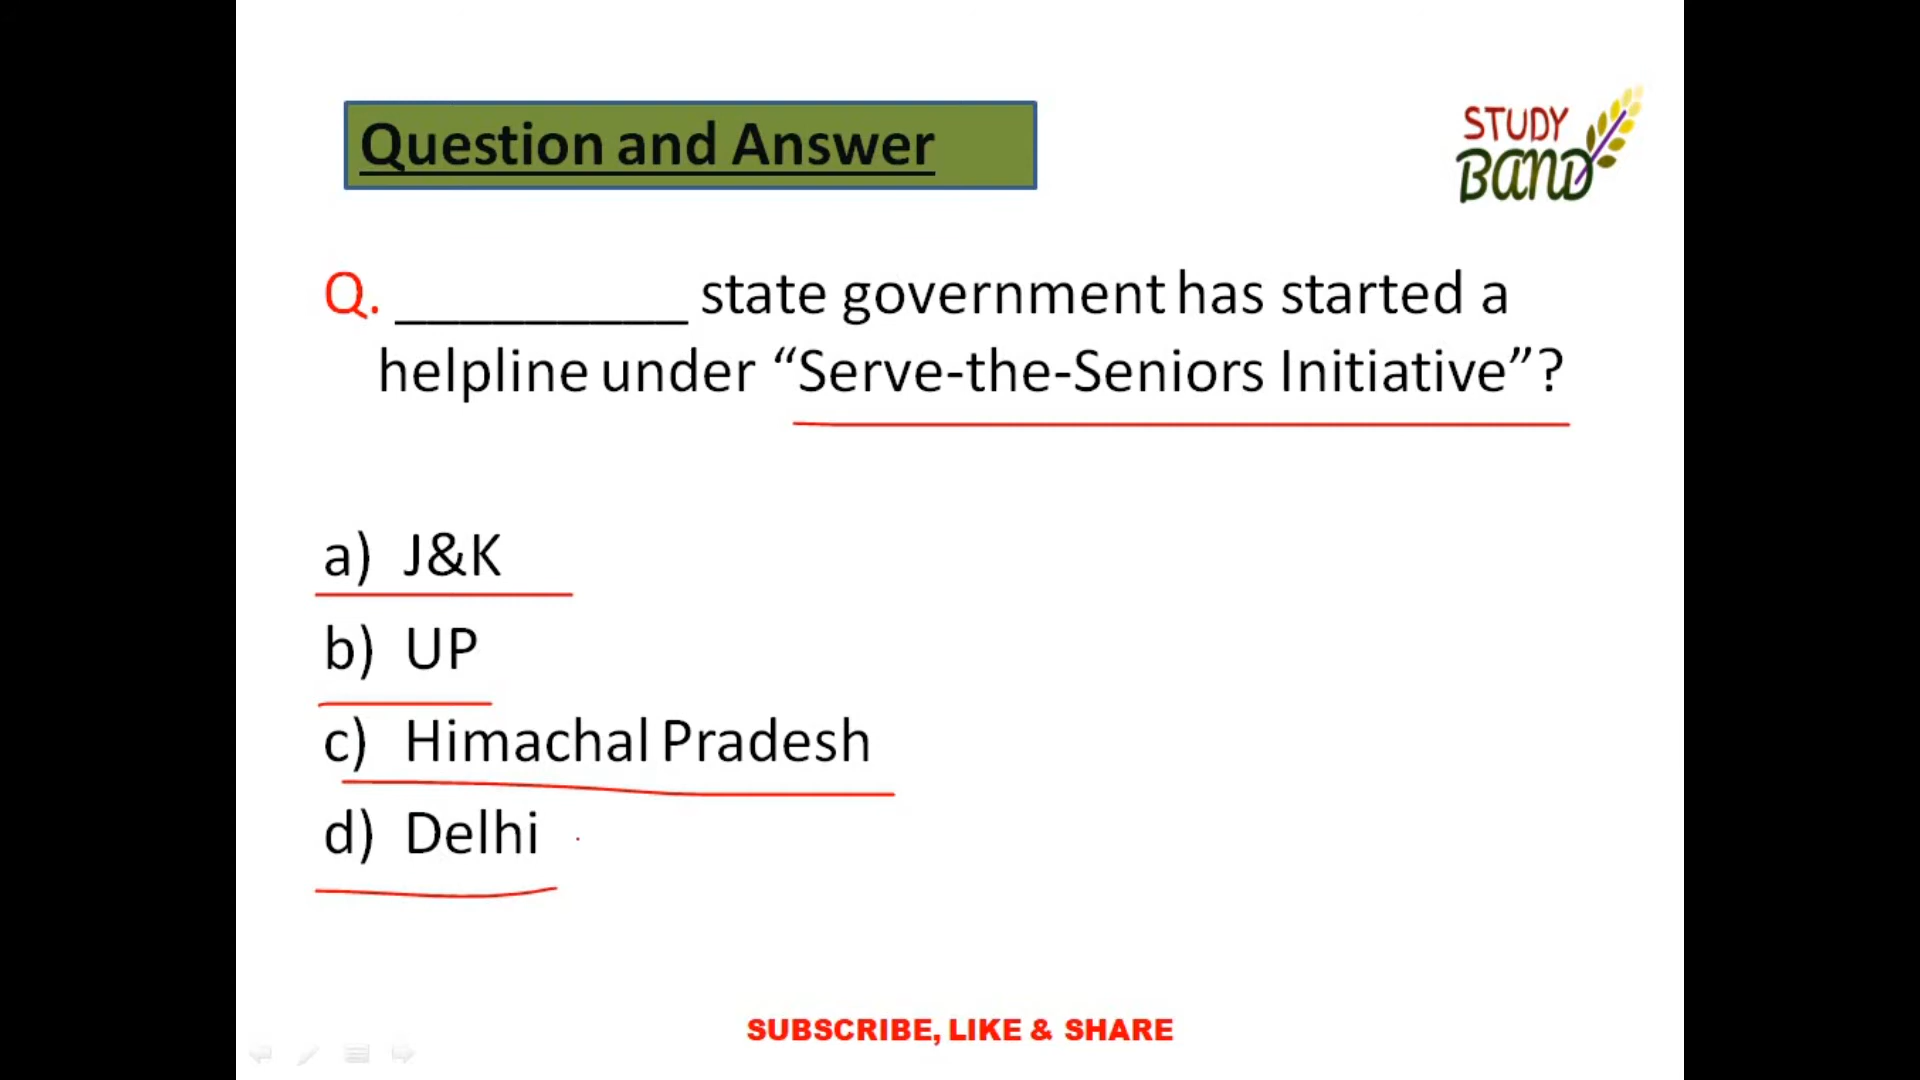 Question and Answer
STUDY
BAND
Q. _________ state government has started a
helpline under “Serve-the-Seniors Initiative”?
a) J&K
b) UP
c) Himachal Pradesh
d) Delhi
SUBSCRIBE, LIKE & SHARE